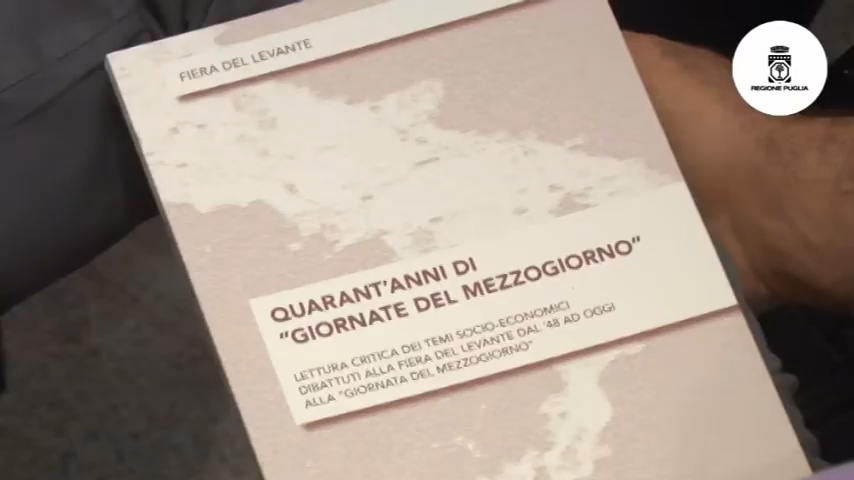 FIERA DEL LEVANTE
REGIONE PUGLIA
QUARANT'ANNI DI
"GIORNATE DEL MEZZOGIORNO"
LETTURA CRITICA DEI TEMI SOCIO-ECONOMICI
DIBATTUTI ALLA FIERA DEL LEVANTE DAL '48 AD OGGI
ALLA "GIORNATA DEL MEZZOGIORNO"